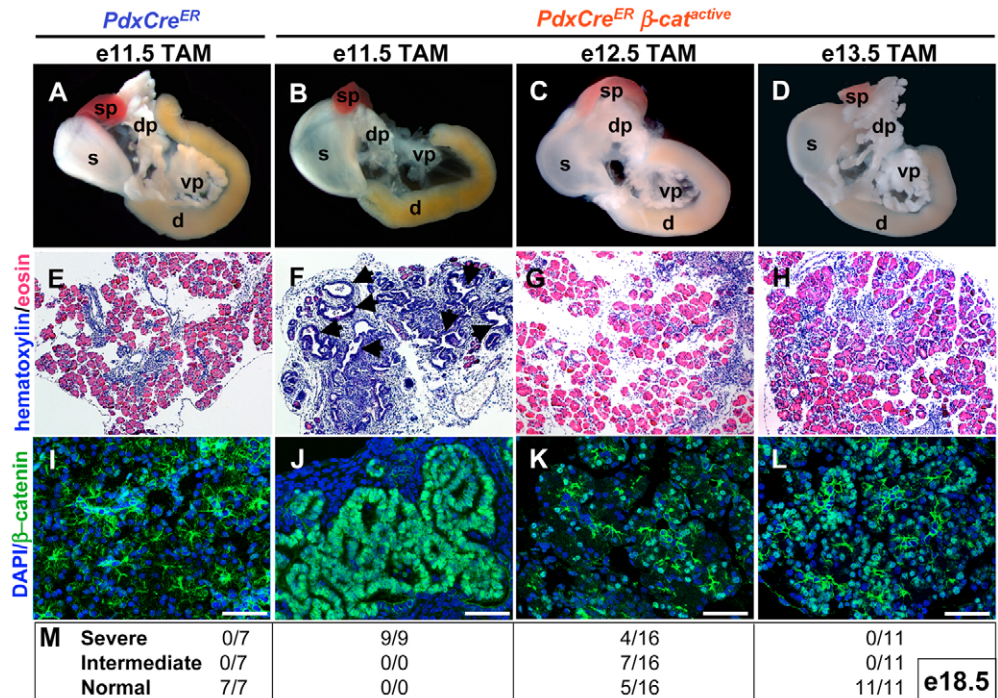 PdxCreᴱᴿ PdxCreᴱᴿ β-catᵃᶜᵗⁱᵛᵉ
e11.5 TAM e11.5 TAM e12.5 TAM e13.5 TAM
A sp dp s vp d
B sp dp s vp d
C sp dp s vp d
D sp dp s vp d
hematoxylin/eosin
E F G H
DAPI/β–catenin
I J K L
M Severe 0/7 9/9 4/16 0/11
Intermediate 0/7 0/0 7/16 0/11
Normal 7/7 0/0 5/16 11/11
e18.5